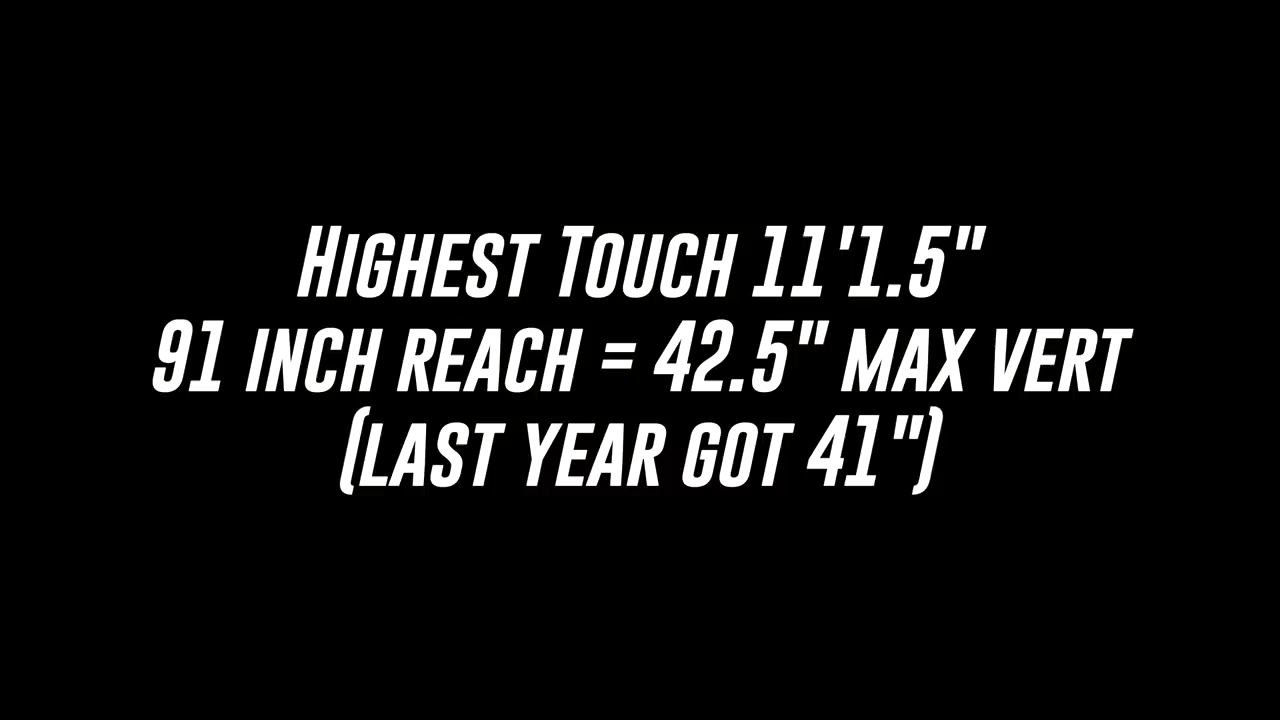 Highest Touch 11'1.5"
91 inch reach = 42.5" max vert
(last year got 41")